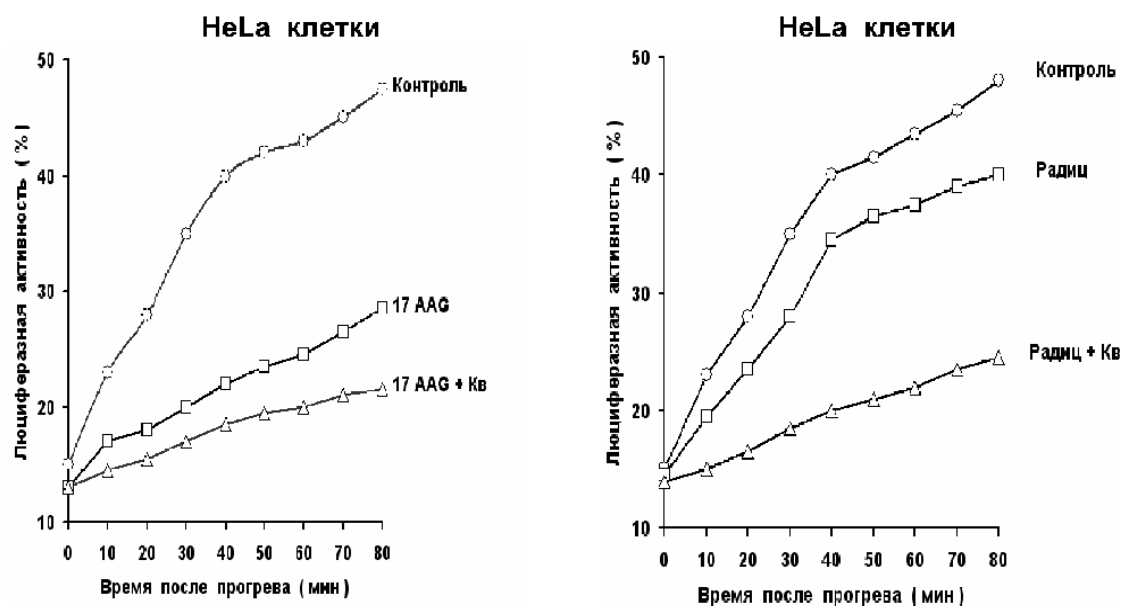 HeLa клетки
Люциферазная активность ( % )
50
40
30
20
10
Контроль
17 AAG
17 AAG + Кв
0 10 20 30 40 50 60 70 80
Время после прогрева ( мин )
HeLa клетки
Люциферазная активность ( % )
50
40
30
20
10
Контроль
Радиц
Радиц + Кв
0 10 20 30 40 50 60 70 80
Время после прогрева ( мин )